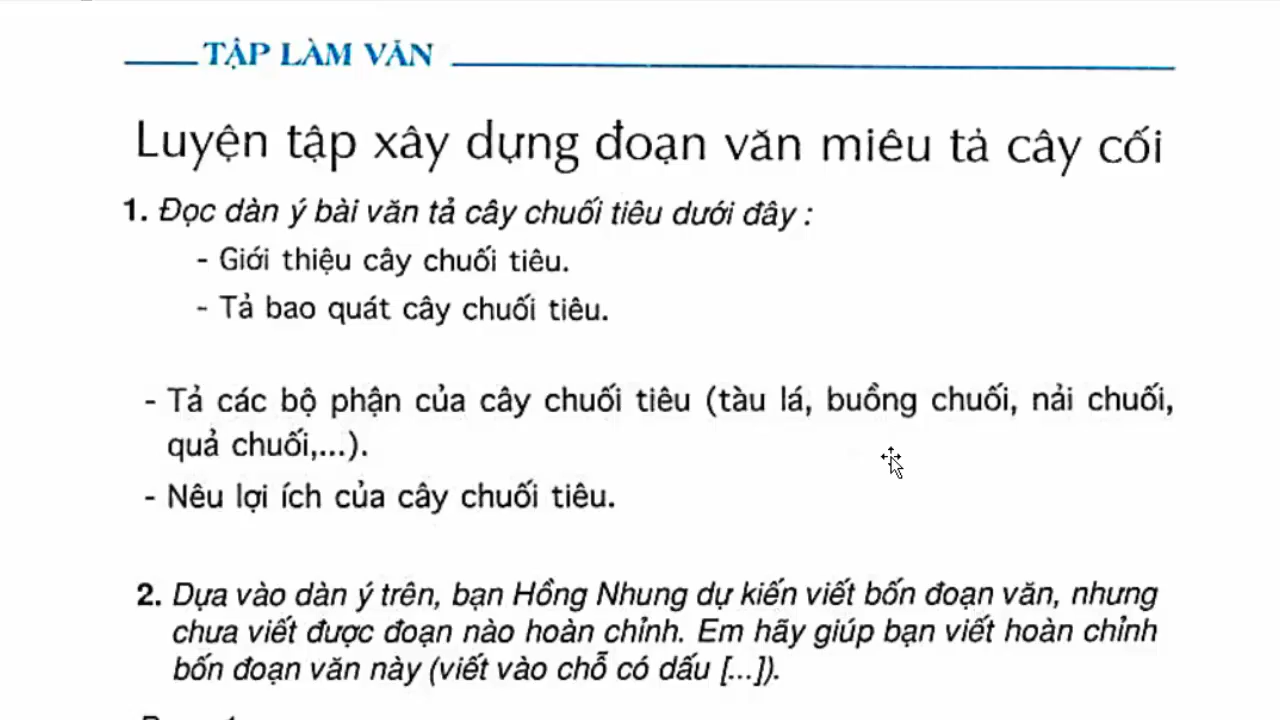 TẬP LÀM VĂN
Luyện tập xây dựng đoạn văn miêu tả cây cối
1. Đọc dàn ý bài văn tả cây chuối tiêu dưới đây :
- Giới thiệu cây chuối tiêu.
- Tả bao quát cây chuối tiêu.
- Tả các bộ phận của cây chuối tiêu (tàu lá, buồng chuối, nải chuối,
quả chuối,...).
- Nêu lợi ích của cây chuối tiêu.
2. Dựa vào dàn ý trên, bạn Hồng Nhung dự kiến viết bốn đoạn văn, nhưng
chưa viết được đoạn nào hoàn chỉnh. Em hãy giúp bạn viết hoàn chỉnh
bốn đoạn văn này (viết vào chỗ có dấu [...]).